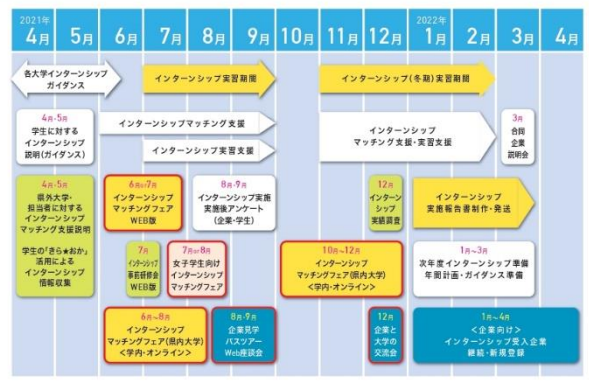 2021年
4月 5月 6月 7月 8月 9月 10月 11月 12月
2022年
1月 2月 3月 4月
各大学インターンシップ
ガイダンス
インターンシップ実習期間
インターンシップ(冬期)実習期間
4月-5月
学生に対する
インターンシップ
説明(ガイダンス)
インターンシップマッチング支援
インターンシップ実習支援
インターンシップ
マッチング支援・実習支援
3月
合同
企業
説明会
4月-5月
県外大学・
担当者に対する
インターンシップ
マッチング支援説明
学生の「きら★おか」
活用による
インターンシップ
情報収集
6月or7月
インターンシップ
マッチングフェア
WEB版
8月-9月
インターンシップ実施
実施後アンケート
(企業・学生)
12月
インターン
シップ
実績調査
インターンシップ
実施報告書制作・発送
7月
インターンシップ
事前研修会
WEB版
7月or8月
女子学生向け
インターンシップ
マッチングフェア
10月〜12月
インターンシップ
マッチングフェア(県内大学)
<学内・オンライン>
1月〜3月
次年度インターンシップ準備
年間計画・ガイダンス準備
6月〜8月
インターンシップ
マッチングフェア(県内大学)
<学内・オンライン>
8月-9月
企業見学
バスツアー
Web座談会
12月
企業と
大学の
交流会
1月〜4月
<企業向け>
インターンシップ受入企業
継続・新規登録